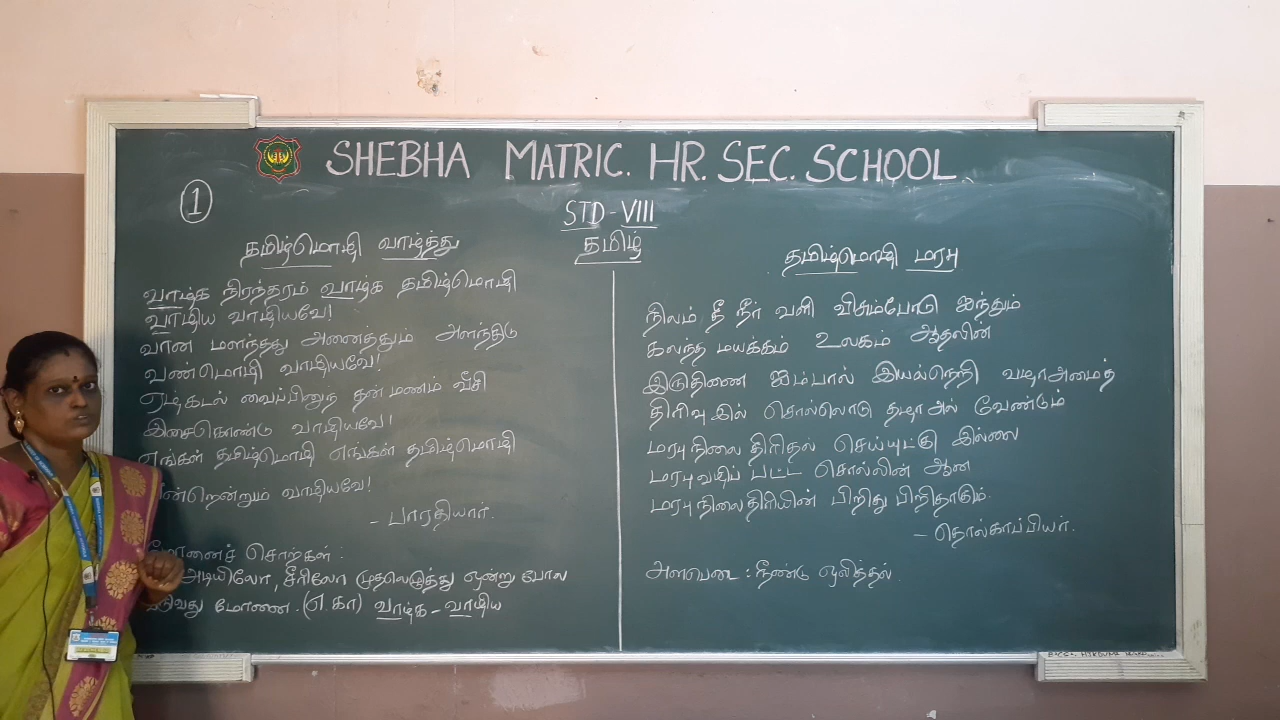 SHEBHA MATRIC. HR. SEC. SCHOOL
1
STD-VIII
தமிழ்
தமிழ்மொழி வாழ்த்து
வாழ்க நிரந்தரம் வாழ்க தமிழ்மொழி
வாழிய வாழியவே!
வான மளந்தது அனைத்தும் அளந்திடு
வண்மொழி வாழியவே!
ஏழ்கடல் வைப்பினுந் தன்மணம் வீசி
இசைகொண்டு வாழியவே!
எங்கள் தமிழ்மொழி எங்கள் தமிழ்மொழி
என்றென்றும் வாழியவே!
- பாரதியார்.
மோனைச் சொற்கள் :
அடியிலோ, சீரிலோ முதலெழுத்து ஒன்று போல
வருவது மோனை. (எ.கா) வாழ்க - வாழிய
தமிழ்மொழி மரபு
நிலம் தீ நீர் வளி விசும்போடு ஐந்தும்
கலந்த மயக்கம் உலகம் ஆதலின்
இருதிணை ஐம்பால் இயல்நெறி வழாஅமைத்
திரிவுஇல் சொல்லொடு தழாஅல் வேண்டும்
மரபுநிலை திரிதல் செய்யுட்கு இல்லை
மரபுவழிப் பட்ட சொல்லின் ஆன
மரபுநிலை திரியின் பிறிது பிறிதாகும்.
- தொல்காப்பியர்.
அளபெடை : நீண்டு ஒலித்தல்.